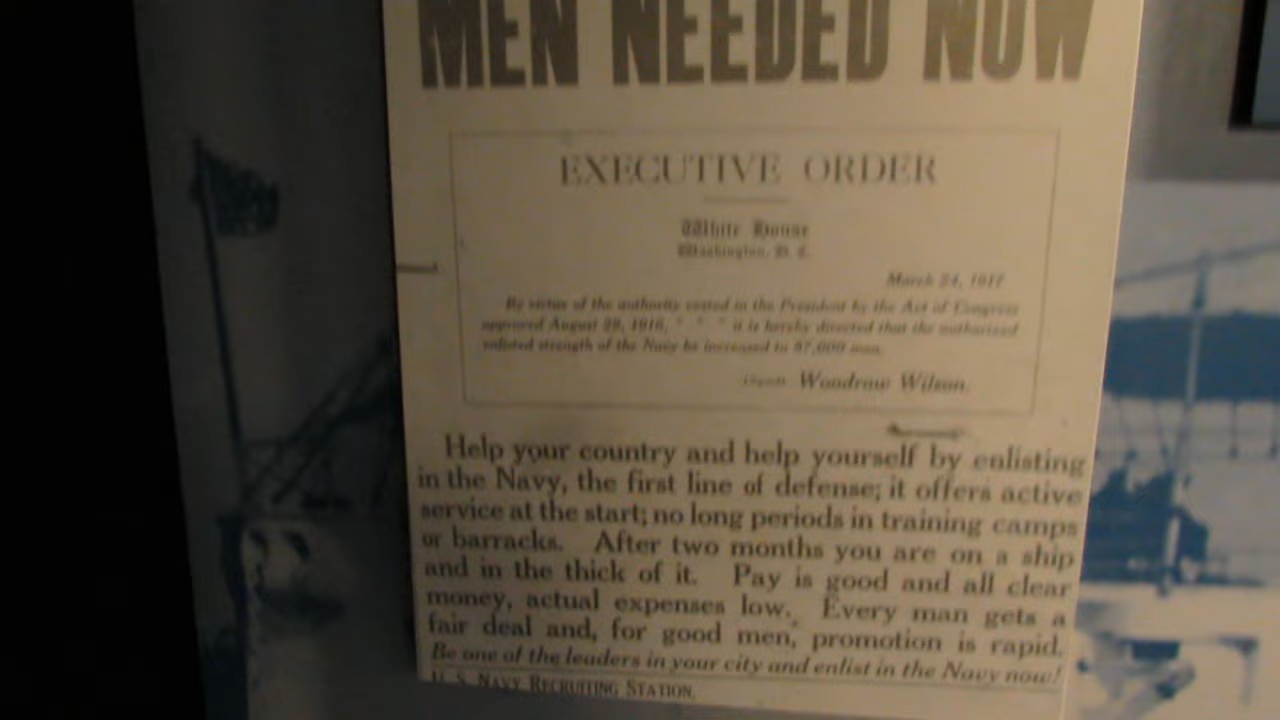 MEN NEEDED NOW
EXECUTIVE ORDER
White House
Washington, D. C.
March 24, 1917
By virtue of the authority vested in the President by the Act of Congress
approved August 29, 1916, * * * it is hereby directed that the authorized
enlisted strength of the Navy be increased to 87,000 men.
Woodrow Wilson.
Help your country and help yourself by enlisting
in the Navy, the first line of defense; it offers active
service at the start; no long periods in training camps
or barracks. After two months you are on a ship
and in the thick of it. Pay is good and all clear
money, actual expenses low. Every man gets a
fair deal and, for good men, promotion is rapid.
Be one of the leaders in your city and enlist in the Navy now!
U. S. NAVY RECRUITING STATION.